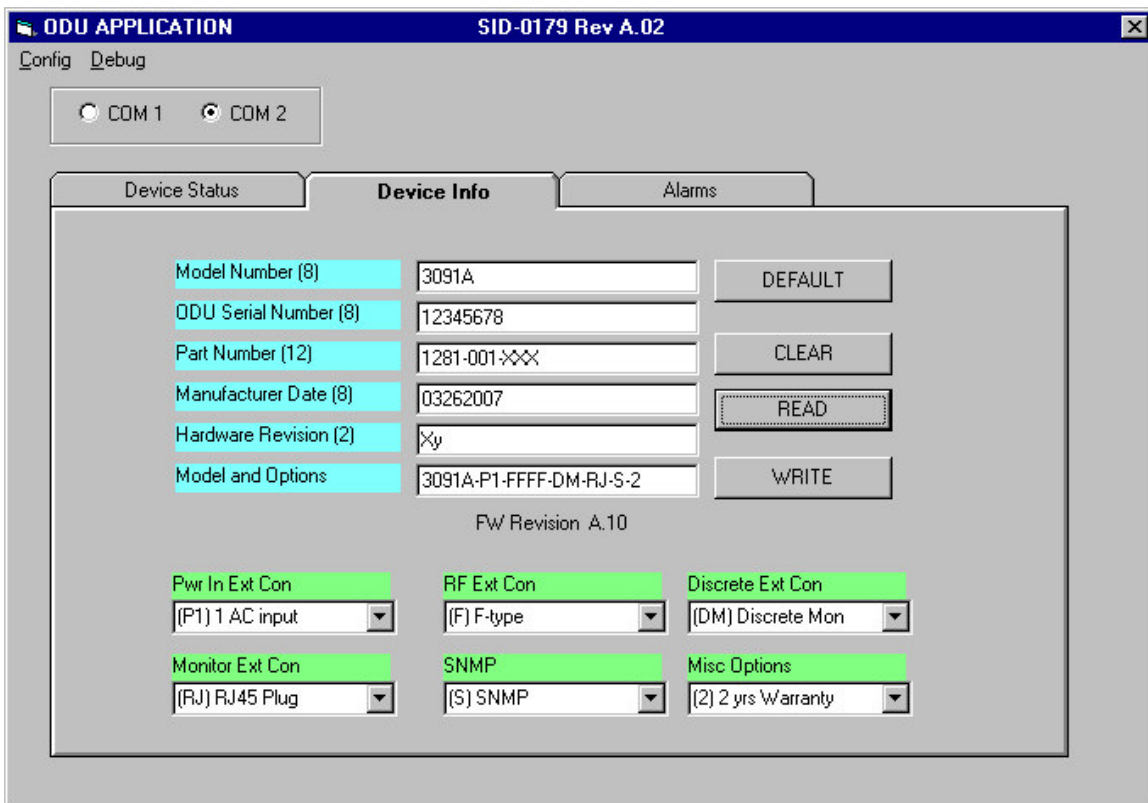 ODU APPLICATION SID-0179 Rev A.02
Config Debug
COM 1 COM 2
Device Status Device Info Alarms
Model Number (8) 3091A DEFAULT
ODU Serial Number (8) 12345678
Part Number (12) 1281-001-XXX CLEAR
Manufacturer Date (8) 03262007 READ
Hardware Revision (2) Xy
Model and Options 3091A-P1-FFFF-DM-RJ-S-2 WRITE
FW Revision A.10
Pwr In Ext Con RF Ext Con Discrete Ext Con
(P1) 1 AC input (F) F-type (DM) Discrete Mon
Monitor Ext Con SNMP Misc Options
(RJ) RJ45 Plug (S) SNMP (2) 2 yrs Warranty